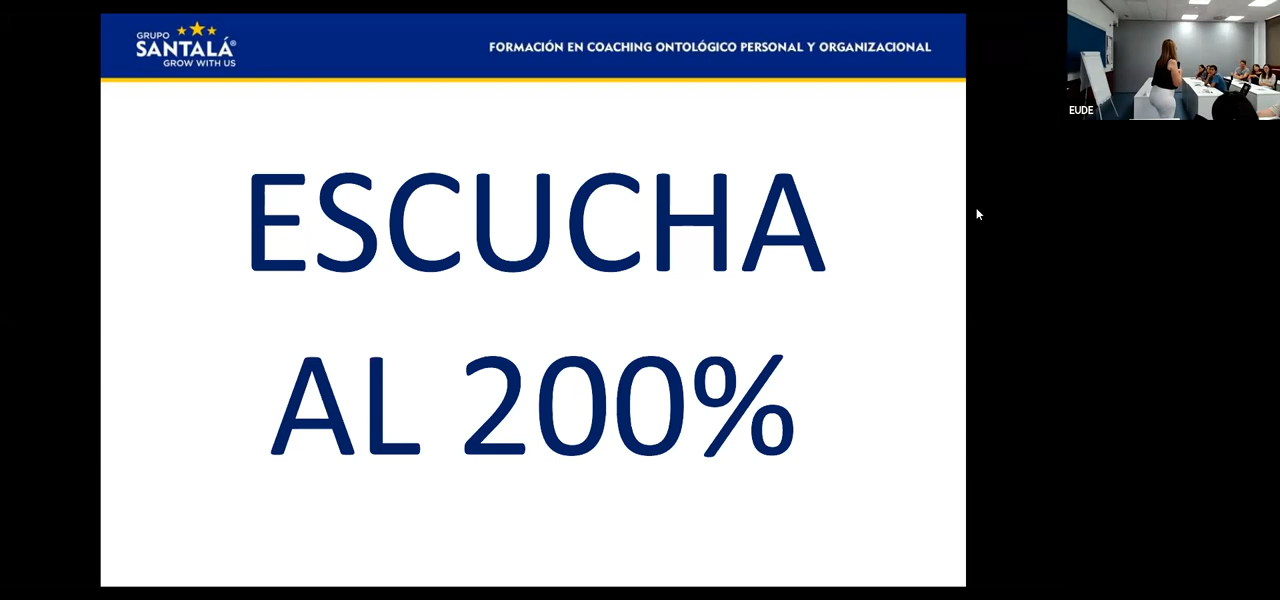 GRUPO
SANTALÁ®
GROW WITH US
FORMACIÓN EN COACHING ONTOLÓGICO PERSONAL Y ORGANIZACIONAL
EUDE
ESCUCHA
AL 200%